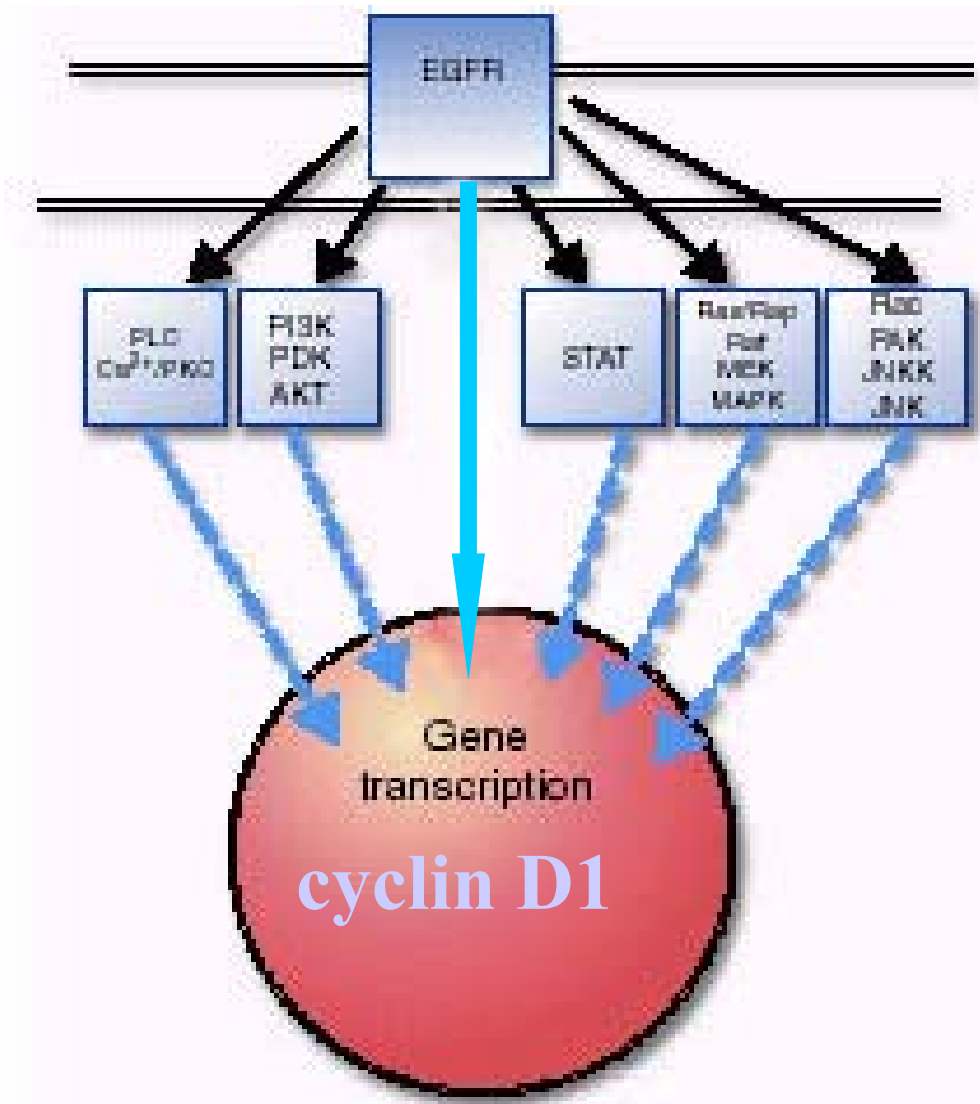 EGFR
PLC
Ca2+/PKC
PI3K
PDK
AKT
STAT
Ras/Rap
Raf
MEK
MAPK
Rac
PAK
JNKK
JNK
Gene
transcription
cyclin D1